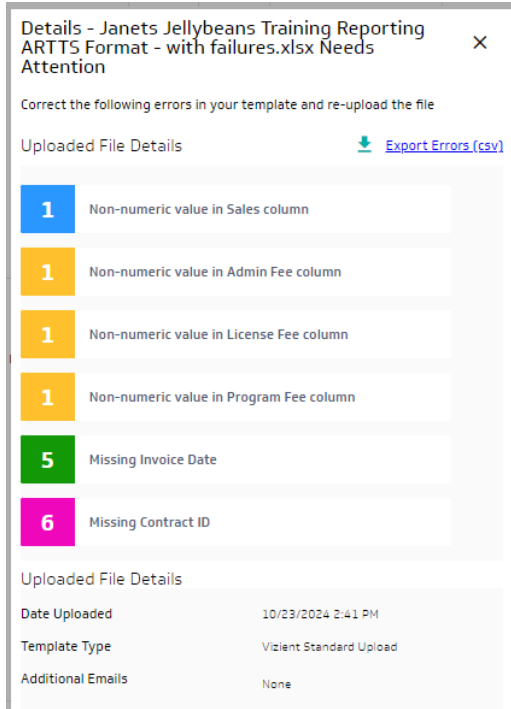 Details - Janets Jellybeans Training Reporting
ARTTS Format - with failures.xlsx Needs
Attention
Correct the following errors in your template and re-upload the file
Uploaded File Details
Export Errors (csv)
1 Non-numeric value in Sales column
1 Non-numeric value in Admin Fee column
1 Non-numeric value in License Fee column
1 Non-numeric value in Program Fee column
5 Missing Invoice Date
6 Missing Contract ID
Uploaded File Details
Date Uploaded 10/23/2024 2:41 PM
Template Type Vizient Standard Upload
Additional Emails None